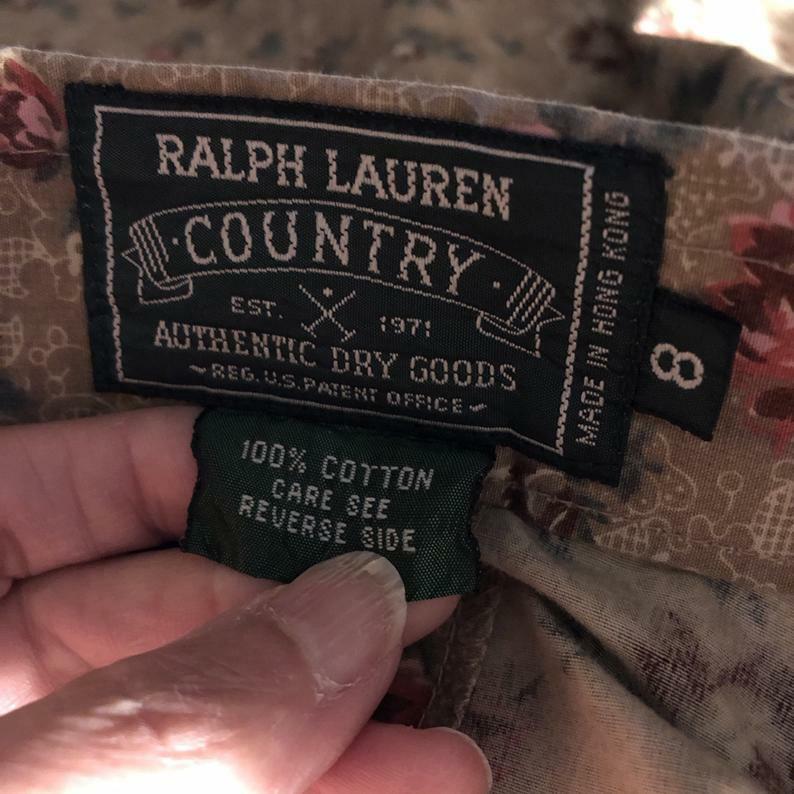 RALPH LAUREN
·COUNTRY·
EST. 1971
AUTHENTIC DRY GOODS
~REG. U.S. PATENT OFFICE~
MADE IN HONG KONG
8
100% COTTON
CARE SEE
REVERSE SIDE